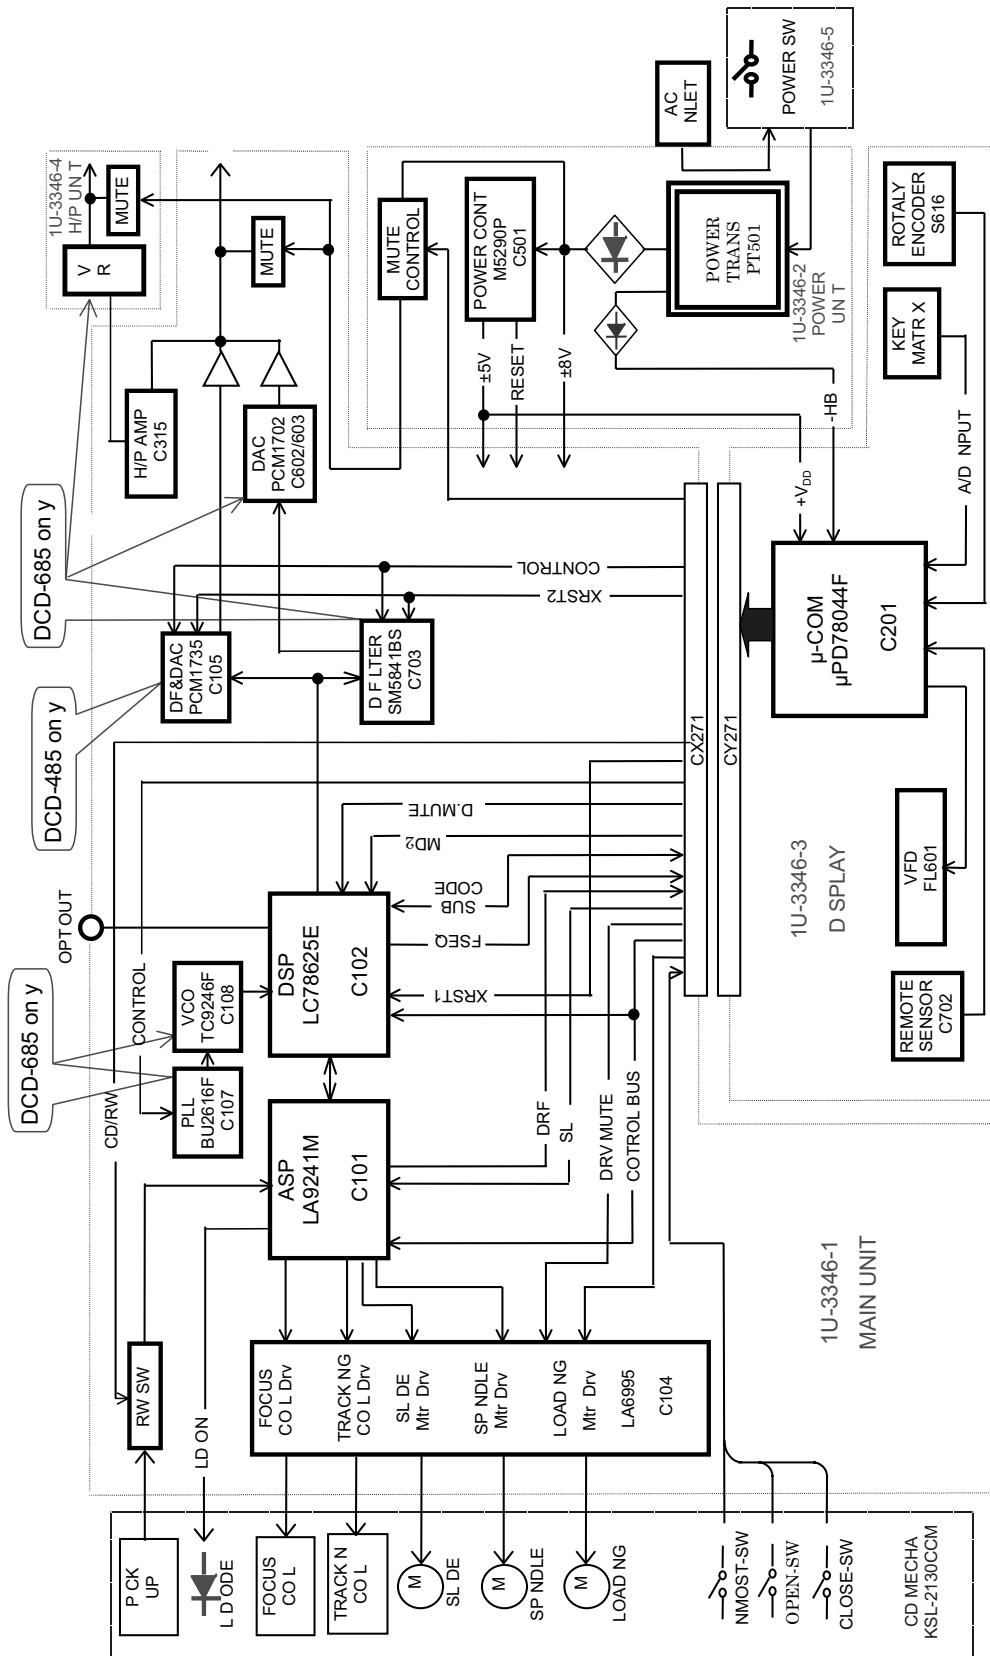 1U-3346-4
H/P UN T
V
R
MUTE
H/P AMP
C315
MUTE
DAC
PCM1702
C602/603
DCD-685 on y
DCD-485 on y
DF&DAC
PCM1735
C105
D F LTER
SM5841BS
C703
OPT OUT
DCD-685 on y
VCO
TC9246F
C108
PLL
BU2616F
C107
CONTROL
CD/RW
DSP
LC78625E
C102
ASP
LA9241M
C101
RW SW
LD ON
P CK
UP
L D ODE
FOCUS
CO L
TRACK N
CO L
M
SL DE
M
SP NDLE
M
LOAD NG
NMOST-SW
OPEN-SW
CLOSE-SW
CD MECHA
KSL-2130CCM
FOCUS
CO L Drv
TRACK NG
CO L Drv
SL DE
Mtr Drv
SP NDLE
Mtr Drv
LOAD NG
Mtr Drv
LA6995
C104
DRF
SL
DRV MUTE
COTROL BUS
XRST1
FSEQ
SUB
CODE
MD2
D.MUTE
XRST2
CONTROL
CX271
CY271
1U-3346-1
MAIN UNIT
1U-3346-3
D SPLAY
MUTE
CONTROL
POWER CONT
M5290P
C501
±5V
RESET
±8V
POWER
TRANS
PT501
1U-3346-2
POWER
UN T
AC
NLET
POWER SW
1U-3346-5
-HB
+VDD
µ-COM
µPD78044F
C201
ROTALY
ENCODER
S616
KEY
MATR X
A/D NPUT
VFD
FL601
REMOTE
SENSOR
C702